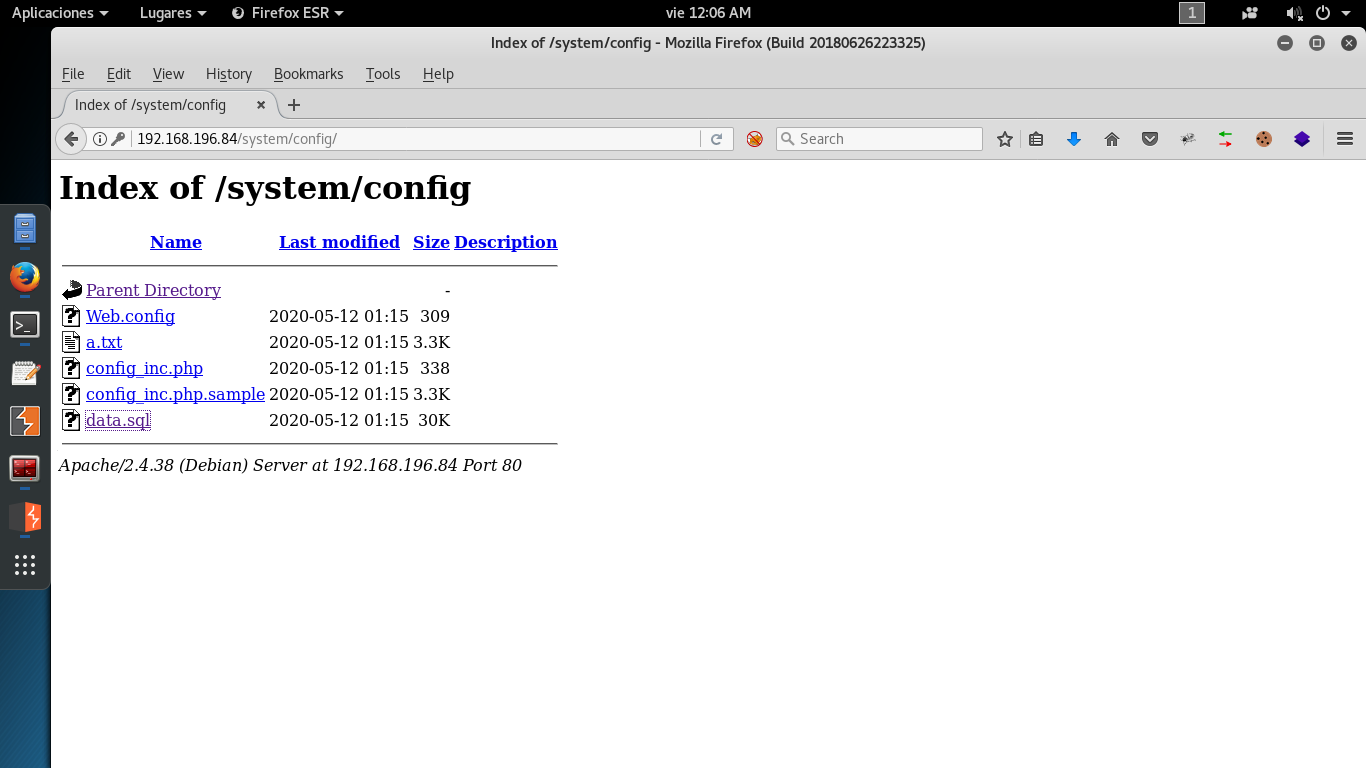 Aplicaciones Lugares Firefox ESR vie 12:06 AM 1
Index of /system/config - Mozilla Firefox (Build 20180626223325)
File Edit View History Bookmarks Tools Help
Index of /system/config
192.168.196.84/system/config/ Search
Index of /system/config
Name Last modified Size Description
Parent Directory -
Web.config 2020-05-12 01:15 309
a.txt 2020-05-12 01:15 3.3K
config_inc.php 2020-05-12 01:15 338
config_inc.php.sample 2020-05-12 01:15 3.3K
data.sql 2020-05-12 01:15 30K
Apache/2.4.38 (Debian) Server at 192.168.196.84 Port 80